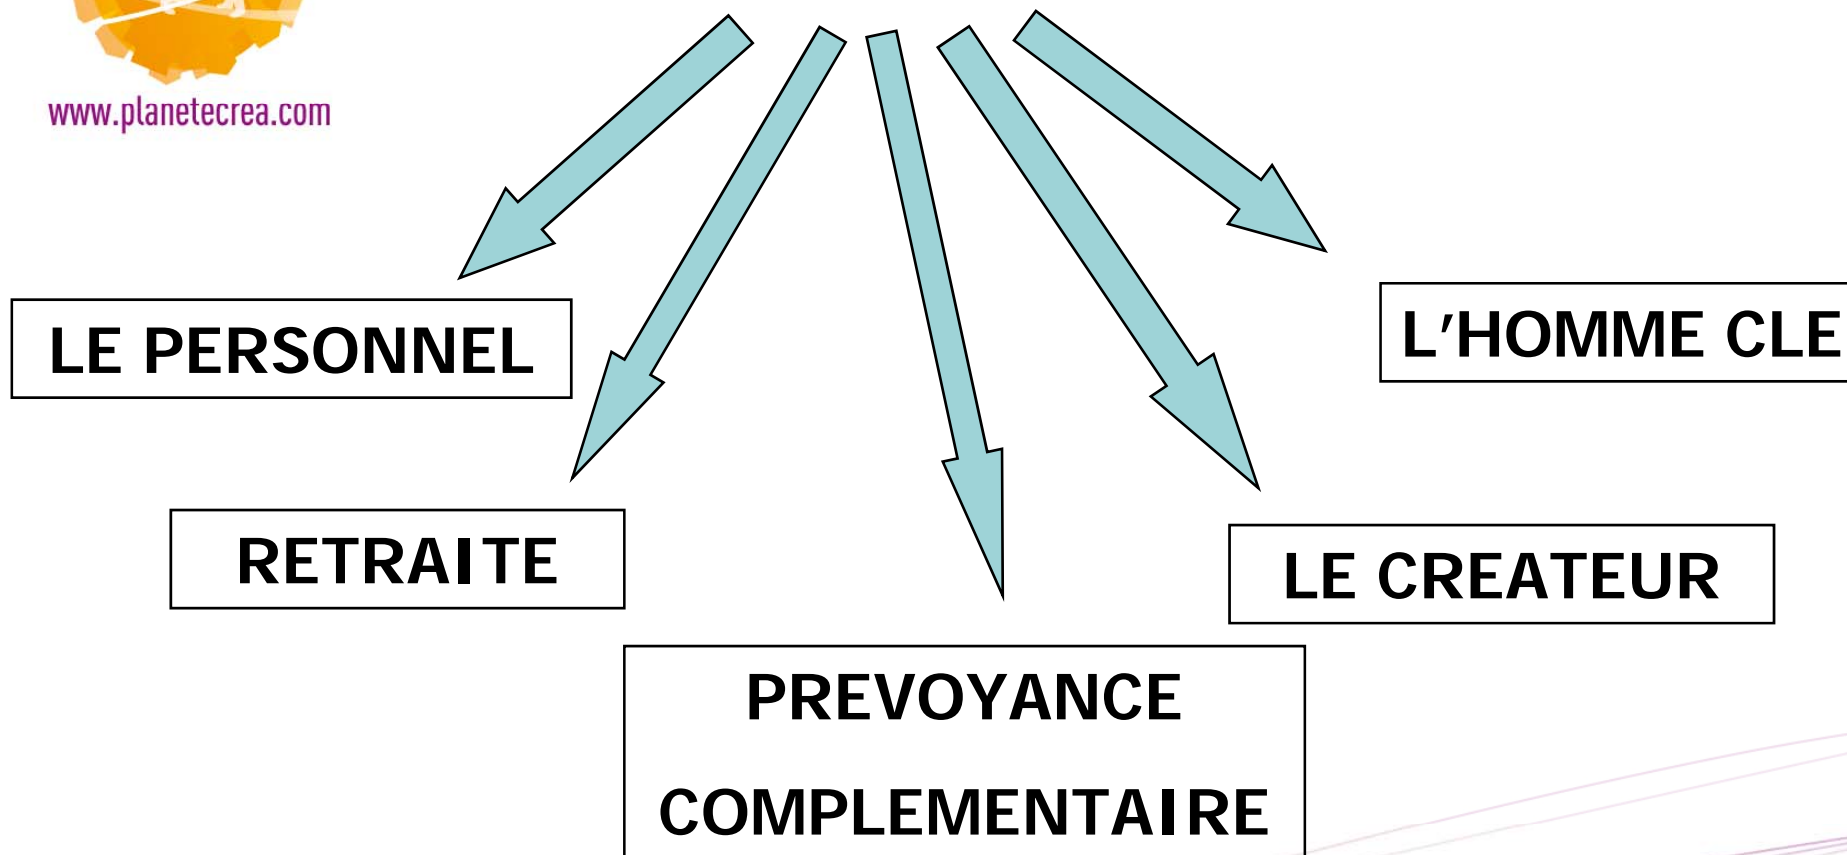 www.planetecrea.com
LE PERSONNEL
L'HOMME CLE
RETRAITE
LE CREATEUR
PREVOYANCE
COMPLEMENTAIRE